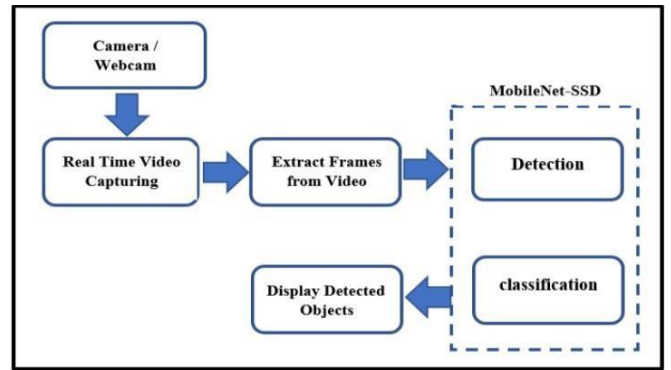 Camera /
Webcam
MobileNet-SSD
Real Time Video
Capturing
Extract Frames
from Video
Detection
classification
Display Detected
Objects